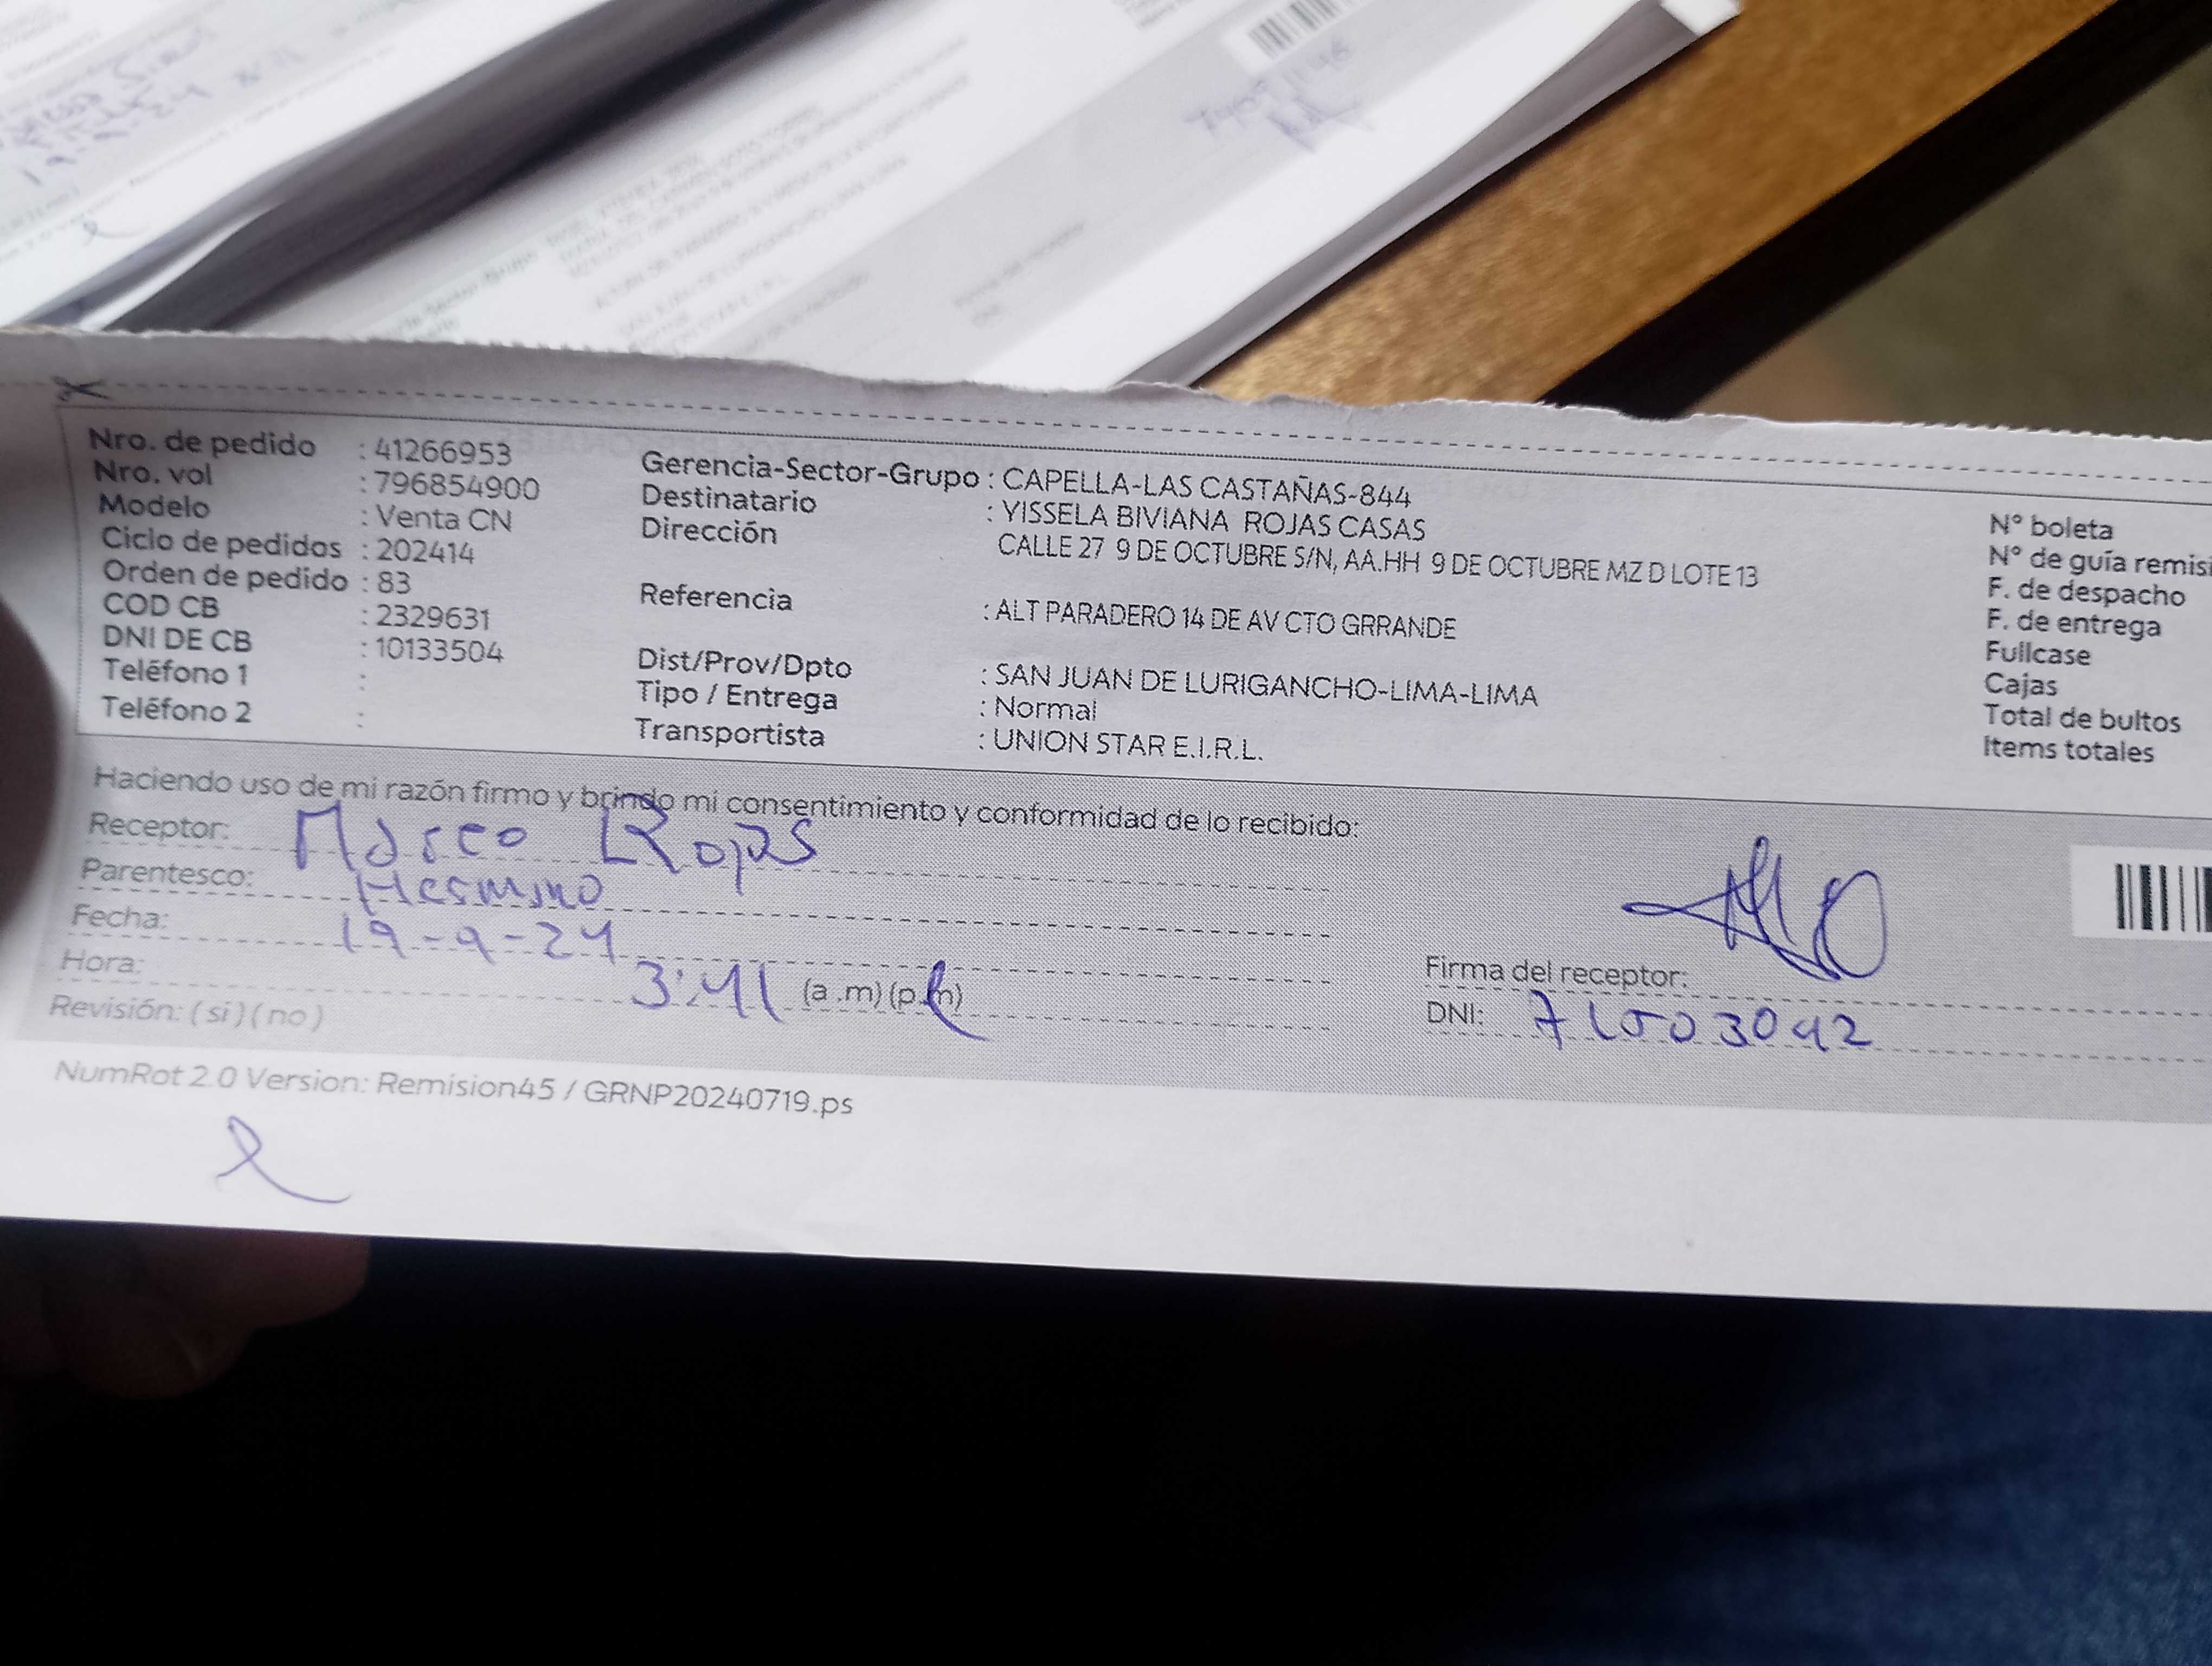 Nro. de pedido : 41266953
Nro. vol : 796854900
Modelo : Venta CN
Ciclo de pedidos : 202414
Orden de pedido : 83
COD CB : 2329631
DNI DE CB : 10133504
Teléfono 1 :
Teléfono 2 :
Gerencia-Sector-Grupo : CAPELLA-LAS CASTAÑAS-844
Destinatario : YISSELA BIVIANA ROJAS CASAS
Dirección CALLE 27 9 DE OCTUBRE S/N, AA.HH 9 DE OCTUBRE MZ D LOTE 13
Referencia : ALT PARADERO 14 DE AV CTO GRRANDE
Dist/Prov/Dpto : SAN JUAN DE LURIGANCHO-LIMA-LIMA
Tipo / Entrega : Normal
Transportista : UNION STAR E.I.R.L.
N° boleta
N° de guía remisi
F. de despacho
F. de entrega
Fullcase
Cajas
Total de bultos
Items totales
Haciendo uso de mi razón firmo y brindo mi consentimiento y conformidad de lo recibido:
Receptor: Marco Rojas
Parentesco: Hermano
Fecha: 19-9-24
Hora: 3:41 (a.m) (p.m)
Revisión: ( si ) ( no )
Firma del receptor:
DNI:
NumRot 2.0 Version: Remision45 / GRNP20240719.ps